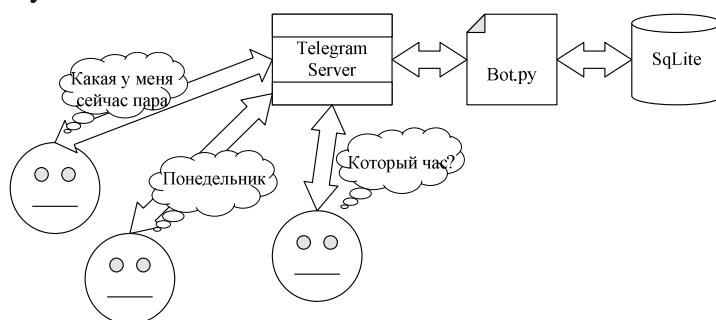 Telegram
Server
Bot.py
SqLite
Какая у меня
сейчас пара
Понедельник
Который час?